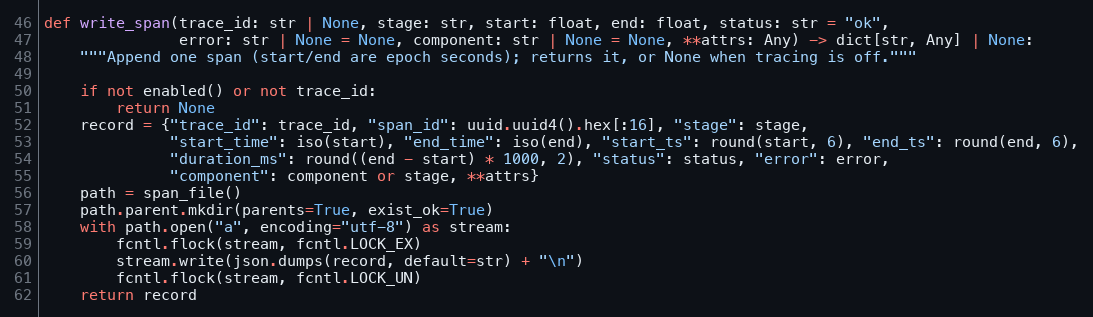 46 def write_span(trace_id: str | None, stage: str, start: float, end: float, status: str = "ok",
47                error: str | None = None, component: str | None = None, **attrs: Any) -> dict[str, Any] | None:
48     """Append one span (start/end are epoch seconds); returns it, or None when tracing is off."""
49
50     if not enabled() or not trace_id:
51         return None
52     record = {"trace_id": trace_id, "span_id": uuid.uuid4().hex[:16], "stage": stage,
53               "start_time": iso(start), "end_time": iso(end), "start_ts": round(start, 6), "end_ts": round(end, 6),
54               "duration_ms": round((end - start) * 1000, 2), "status": status, "error": error,
55               "component": component or stage, **attrs}
56     path = span_file()
57     path.parent.mkdir(parents=True, exist_ok=True)
58     with path.open("a", encoding="utf-8") as stream:
59         fcntl.flock(stream, fcntl.LOCK_EX)
60         stream.write(json.dumps(record, default=str) + "\n")
61         fcntl.flock(stream, fcntl.LOCK_UN)
62     return record